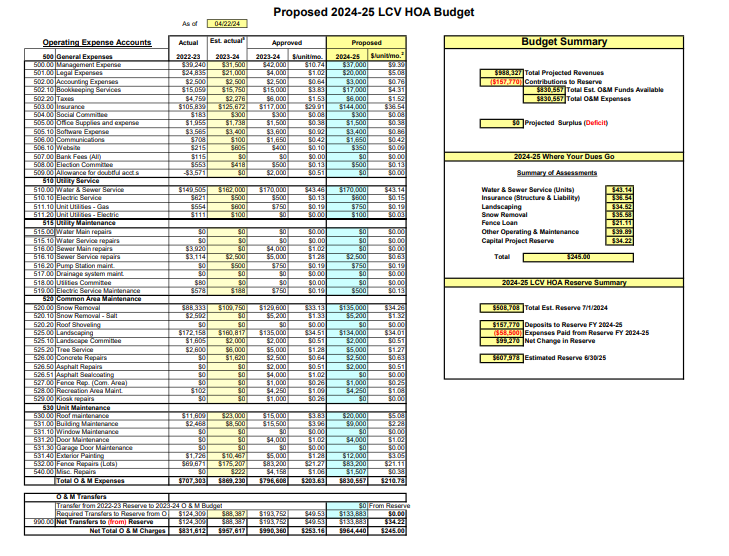 Proposed 2024-25 LCV HOA Budget
As of 04/22/24
Operating Expense Accounts Actual Est. actual Approved Proposed
500 General Expenses 2022-23 2023-24 2023-24 $/unit/mo. 2024-25 $/unit/mo.
500.00 Management Expense $39,240 $31,500 $42,000 $10.74 $37,000 $9.39
501.00 Legal Expenses $24,835 $21,000 $4,000 $1.02 $20,000 $5.08
502.00 Accounting Expenses $2,500 $2,500 $2,500 $0.64 $3,000 $0.76
502.10 Bookkeeping Services $15,059 $15,750 $15,000 $3.83 $17,000 $4.31
502.20 Taxes $4,759 $2,276 $6,000 $1.53 $6,000 $1.52
503.00 Insurance $105,839 $125,672 $117,000 $29.91 $144,000 $36.54
504.00 Social Committee $183 $300 $300 $0.08 $300 $0.08
505.00 Office Supplies and expense $1,955 $1,738 $1,500 $0.38 $1,500 $0.38
505.10 Software Expense $3,565 $3,400 $3,600 $0.92 $3,400 $0.86
506.00 Communications $708 $100 $1,650 $0.42 $1,650 $0.42
506.10 Website $215 $605 $400 $0.10 $350 $0.09
507.00 Bank Fees (All) $115 $0 $0 $0.00 $0 $0.00
508.00 Election Committee $553 $418 $500 $0.13 $500 $0.13
509.00 Allowance for doubtful acct.s -$3,571 $0 $2,000 $0.51 $0 $0.00
510 Utility Service
510.00 Water & Sewer Service $149,505 $162,000 $170,000 $43.46 $170,000 $43.14
510.10 Electric Service $621 $500 $500 $0.13 $600 $0.15
511.10 Unit Utilities - Gas $554 $600 $750 $0.19 $750 $0.19
511.20 Unit Utilities - Electric $111 $100 $0 $0.00 $100 $0.03
515 Utility Maintenance
515.00 Water Main repairs $0 $0 $0 $0.00 $0 $0.00
515.10 Water Service repairs $0 $0 $0 $0.00 $0 $0.00
516.00 Sewer Main repairs $3,920 $0 $4,000 $1.02 $0 $0.00
516.10 Sewer Service repairs $3,114 $2,500 $5,000 $1.28 $2,500 $0.63
516.20 Pump Station maint. $0 $500 $750 $0.19 $750 $0.19
517.00 Drainage system maint. $0 $0 $0 $0.00 $0 $0.00
518.00 Utilities Committee $80 $0 $0 $0.00 $0 $0.00
519.00 Electric Service Maintenance $578 $188 $750 $0.19 $500 $0.13
520 Common Area Maintenance
520.00 Snow Removal $88,333 $109,750 $129,600 $33.13 $135,000 $34.26
520.10 Snow Removal - Salt $2,592 $0 $5,200 $1.33 $5,200 $1.32
520.20 Roof Shoveling $0 $0 $0 $0.00 $0 $0.00
525.00 Landscaping $172,158 $160,817 $135,000 $34.51 $134,000 $34.01
525.10 Landscape Committee $1,605 $2,000 $2,000 $0.51 $2,000 $0.51
525.20 Tree Service $2,600 $6,000 $5,000 $1.28 $5,000 $1.27
526.00 Concrete Repairs $0 $1,620 $2,500 $0.64 $2,500 $0.63
526.50 Asphalt Repairs $0 $0 $2,000 $0.51 $2,000 $0.51
526.51 Asphalt Sealcoating $0 $0 $4,000 $1.02 $0 $0.00
527.00 Fence Rep. (Com. Area) $0 $0 $1,000 $0.26 $1,000 $0.25
528.00 Recreation Area Maint. $102 $0 $4,250 $1.09 $4,250 $1.08
529.00 Kiosk repairs $0 $0 $1,000 $0.26 $0 $0.00
530 Unit Maintenance
530.00 Roof maintenance $11,609 $23,000 $15,000 $3.83 $20,000 $5.08
531.00 Building Maintenance $2,468 $8,500 $15,500 $3.96 $9,000 $2.28
531.10 Window Maintenance $0 $0 $0 $0.00 $0 $0.00
531.20 Door Maintenance $0 $0 $4,000 $1.02 $4,000 $1.02
531.30 Garage Door Maintenance $0 $0 $0 $0.00 $0 $0.00
531.40 Exterior Painting $1,726 $10,467 $5,000 $1.28 $12,000 $3.05
532.00 Fence Repairs (Lots) $69,671 $175,207 $83,200 $21.27 $83,200 $21.11
540.00 Misc. Repairs $0 $222 $4,158 $1.06 $1,507 $0.38
Total O & M Expenses $707,303 $869,230 $796,608 $203.63 $830,557 $210.78
O & M Transfers
Transfer from 2022-23 Reserve to 2023-24 O & M Budget $0 From Reserve
Required Transfers to Reserve from O $124,309 $88,387 $193,752 $49.53 $133,883 $0.00
990.00 Net Transfers to (from) Reserve $124,309 $88,387 $193,752 $49.53 $133,883 $34.22
Net Total O & M Charges $831,612 $957,617 $990,360 $253.16 $964,440 $245.00
Budget Summary
$988,327 Total Projected Revenues
($157,770) Contributions to Reserve
$830,557 Total Est. O&M Funds Available
$830,557 Total O&M Expenses
$0 Projected Surplus (Deficit)
2024-25 Where Your Dues Go
Summary of Assessments
Water & Sewer Service (Units) $43.14
Insurance (Structure & Liability) $36.54
Landscaping $34.52
Snow Removal $35.58
Fence Loan $21.11
Other Operating & Maintenance $39.89
Capital Project Reserve $34.22
Total $245.00
2024-25 LCV HOA Reserve Summary
$508,708 Total Est. Reserve 7/1/2024
$157,770 Deposits to Reserve FY 2024-25
($58,500) Expenses Paid from Reserve FY 2024-25
$99,270 Net Change in Reserve
$607,978 Estimated Reserve 6/30/25